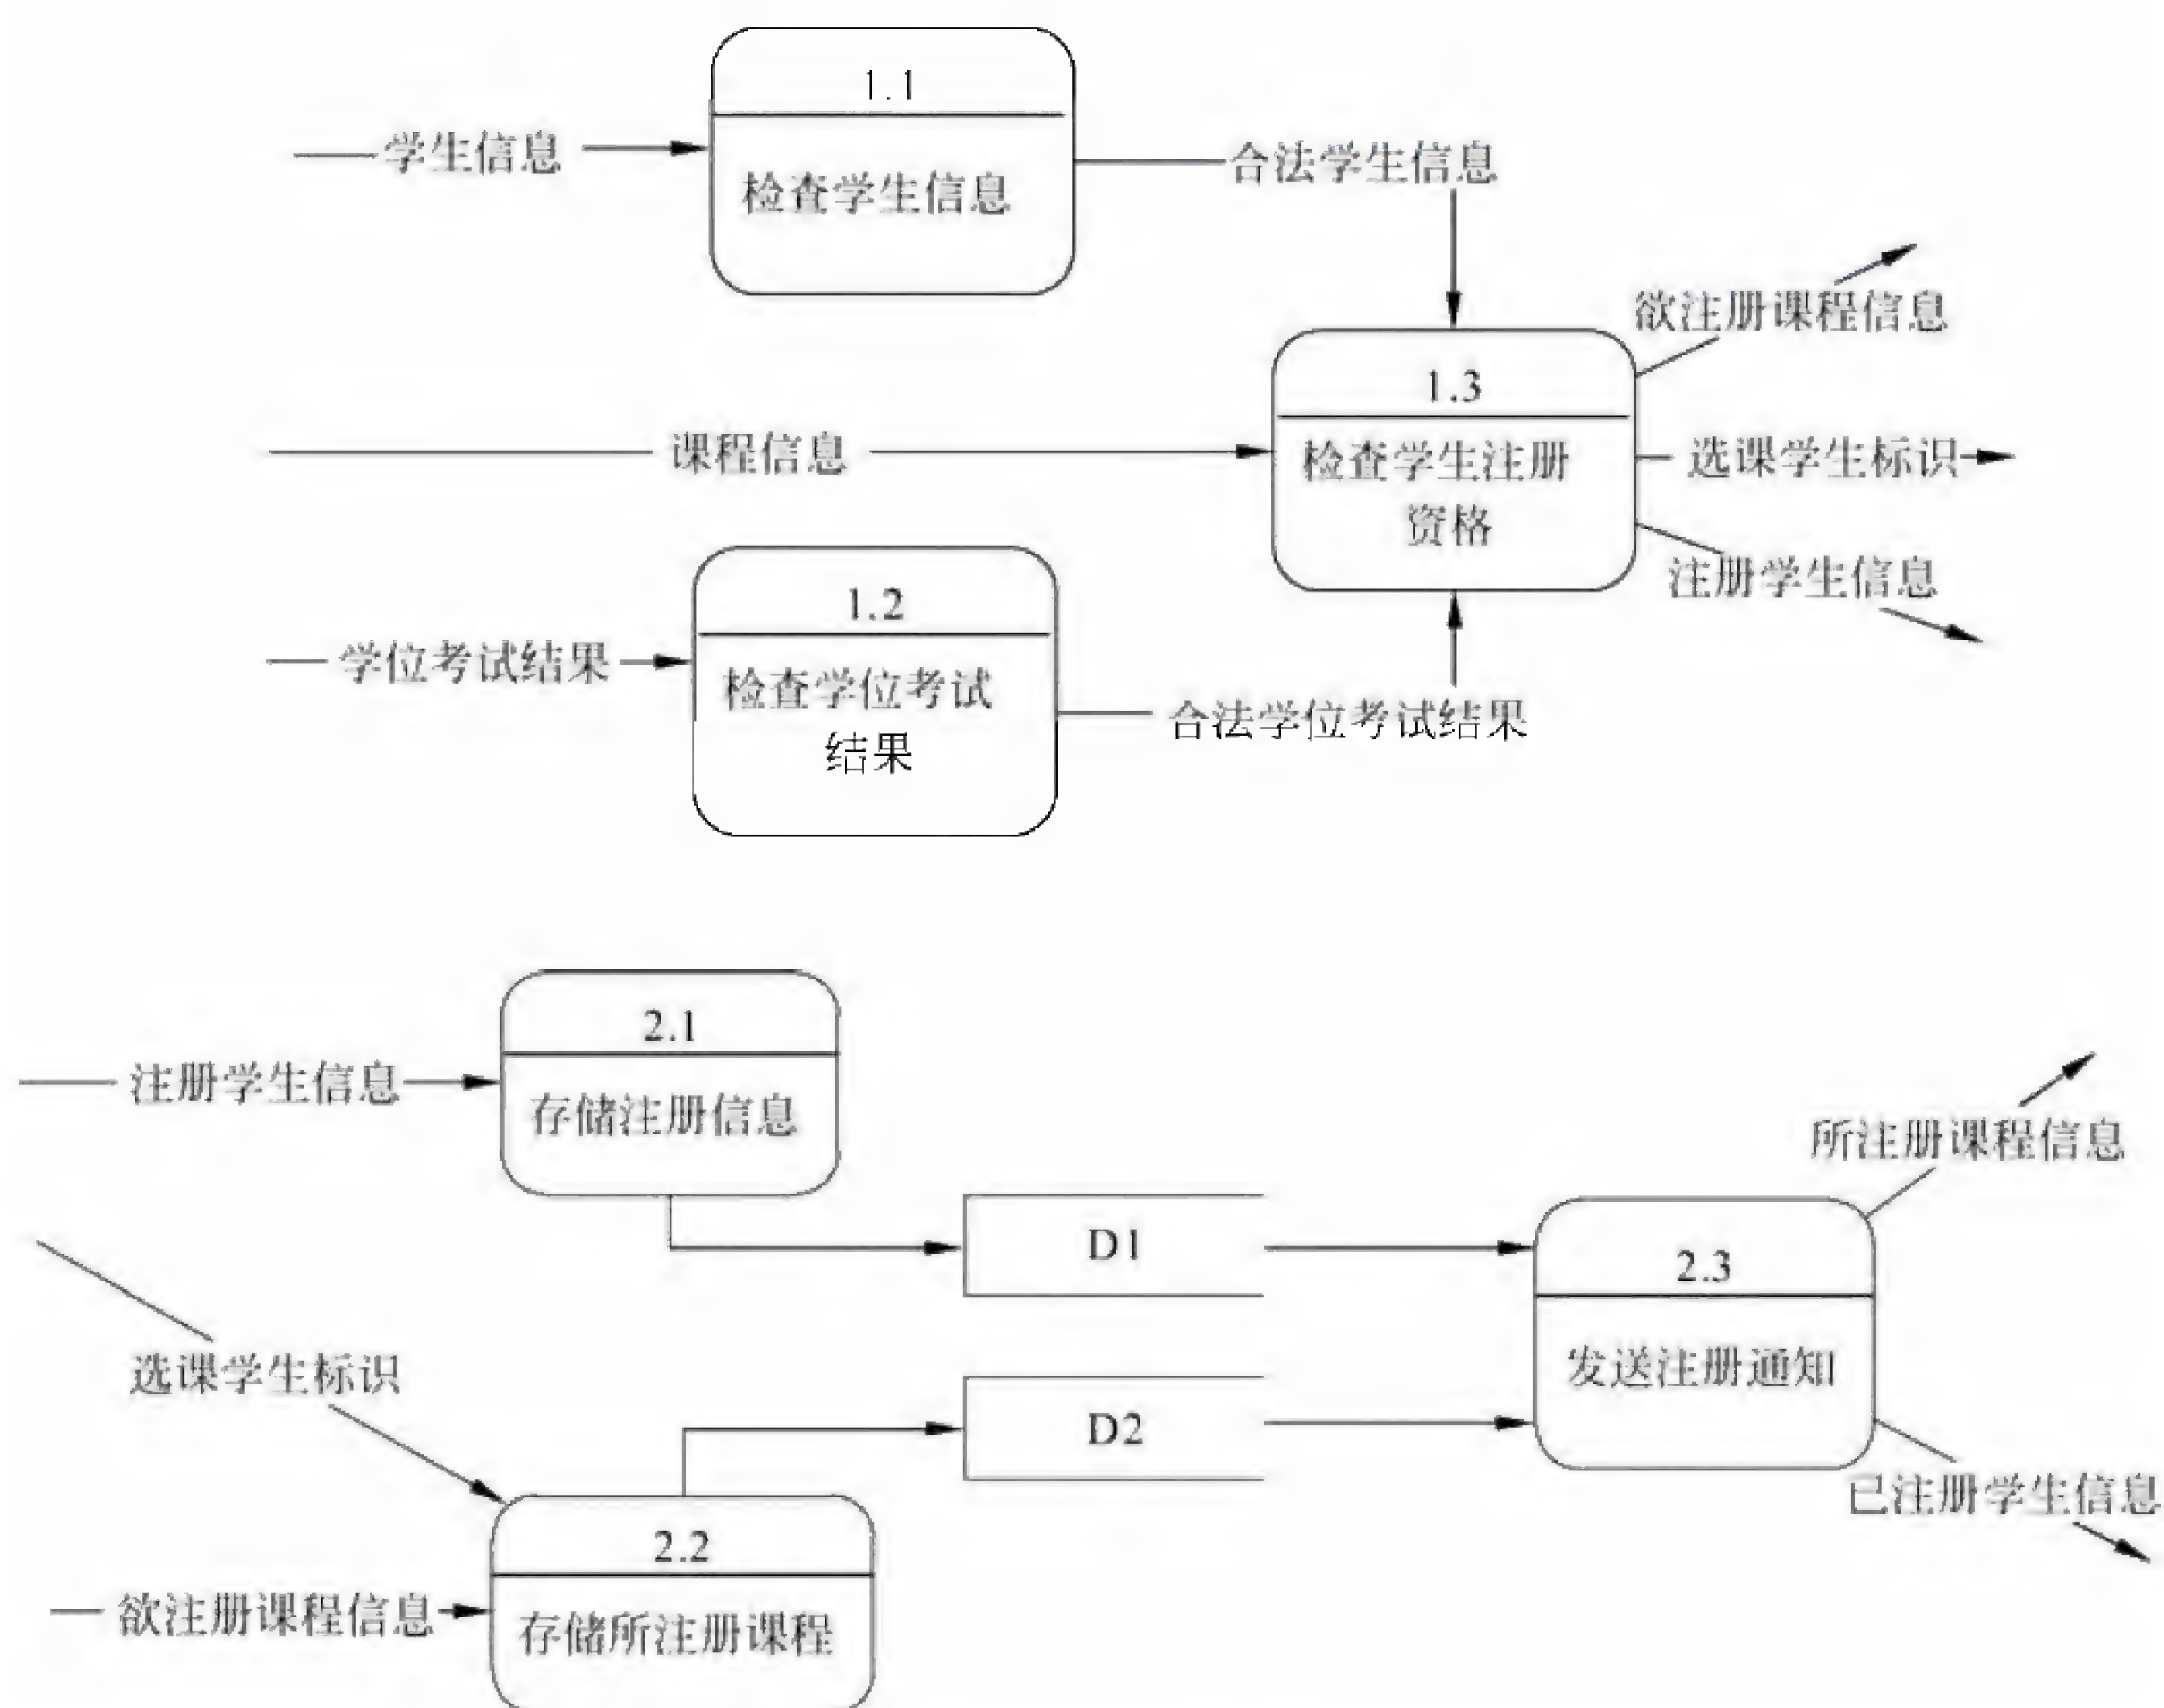 1.1
学生信息
检查学生信息
合法学生信息
欲注册课程信息
1.3
课程信息
检查学生注册
资格
选课学生标识
注册学生信息
1.2
学位考试结果
检查学位考试
结果
合法学位考试结果
2.1
注册学生信息
存储注册信息
所注册课程信息
D1
2.3
选课学生标识
发送注册通知
D2
已注册学生信息
2.2
欲注册课程信息
存储所注册课程